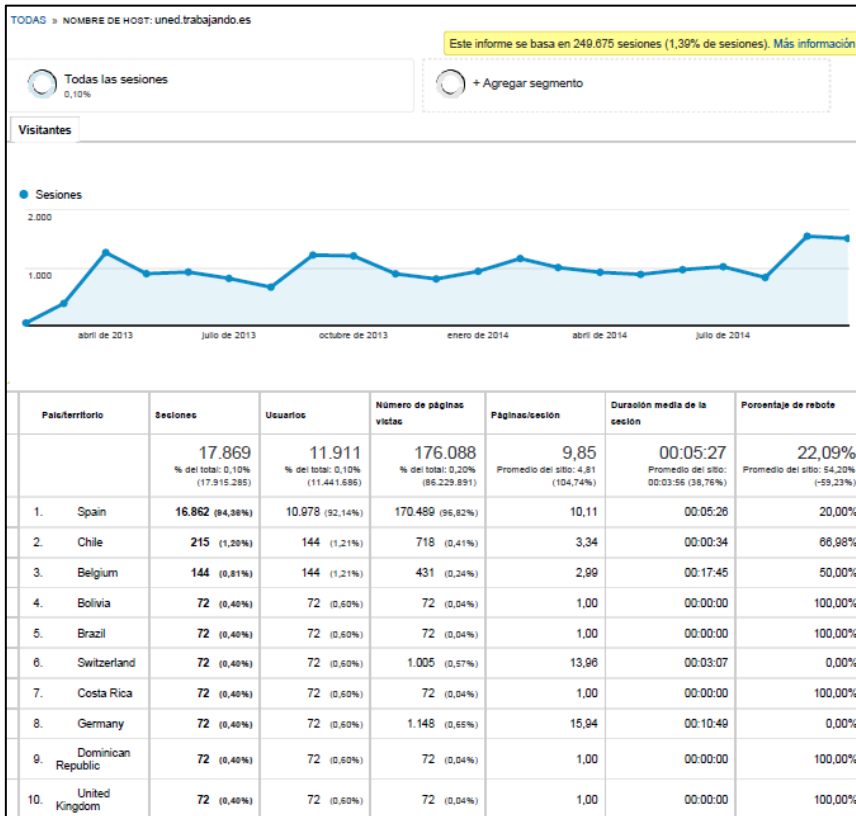 TODAS » NOMBRE DE HOST: uned.trabajando.es
Este informe se basa en 249.675 sesiones (1,39% de sesiones). Más información
Todas las sesiones
0,10%
+ Agregar segmento
Visitantes
Sesiones
2.000
1.000
abril de 2013 julio de 2013 octubre de 2013 enero de 2014 abril de 2014 julio de 2014
País/territorio Sesiones Usuarios Número de páginas vistas Páginas/sesión Duración media de la sesión Porcentaje de rebote
17.869 11.911 176.088 9,85 00:05:27 22,09%
% del total: 0,10% % del total: 0,10% % del total: 0,20% Promedio del sitio: 4,81 Promedio del sitio: Promedio del sitio: 54,20%
(17.915.285) (11.441.686) (86.229.891) (104,74%) 00:03:56 (38,76%) (-59,23%)
1. Spain 16.862 (94,36%) 10.978 (92,14%) 170.489 (96,82%) 10,11 00:05:26 20,00%
2. Chile 215 (1,20%) 144 (1,21%) 718 (0,41%) 3,34 00:00:34 66,98%
3. Belgium 144 (0,81%) 144 (1,21%) 431 (0,24%) 2,99 00:17:45 50,00%
4. Bolivia 72 (0,40%) 72 (0,60%) 72 (0,04%) 1,00 00:00:00 100,00%
5. Brazil 72 (0,40%) 72 (0,60%) 72 (0,04%) 1,00 00:00:00 100,00%
6. Switzerland 72 (0,40%) 72 (0,60%) 1.005 (0,57%) 13,96 00:03:07 0,00%
7. Costa Rica 72 (0,40%) 72 (0,60%) 72 (0,04%) 1,00 00:00:00 100,00%
8. Germany 72 (0,40%) 72 (0,60%) 1.148 (0,65%) 15,94 00:10:49 0,00%
9. Dominican Republic 72 (0,40%) 72 (0,60%) 72 (0,04%) 1,00 00:00:00 100,00%
10. United Kingdom 72 (0,40%) 72 (0,60%) 72 (0,04%) 1,00 00:00:00 100,00%